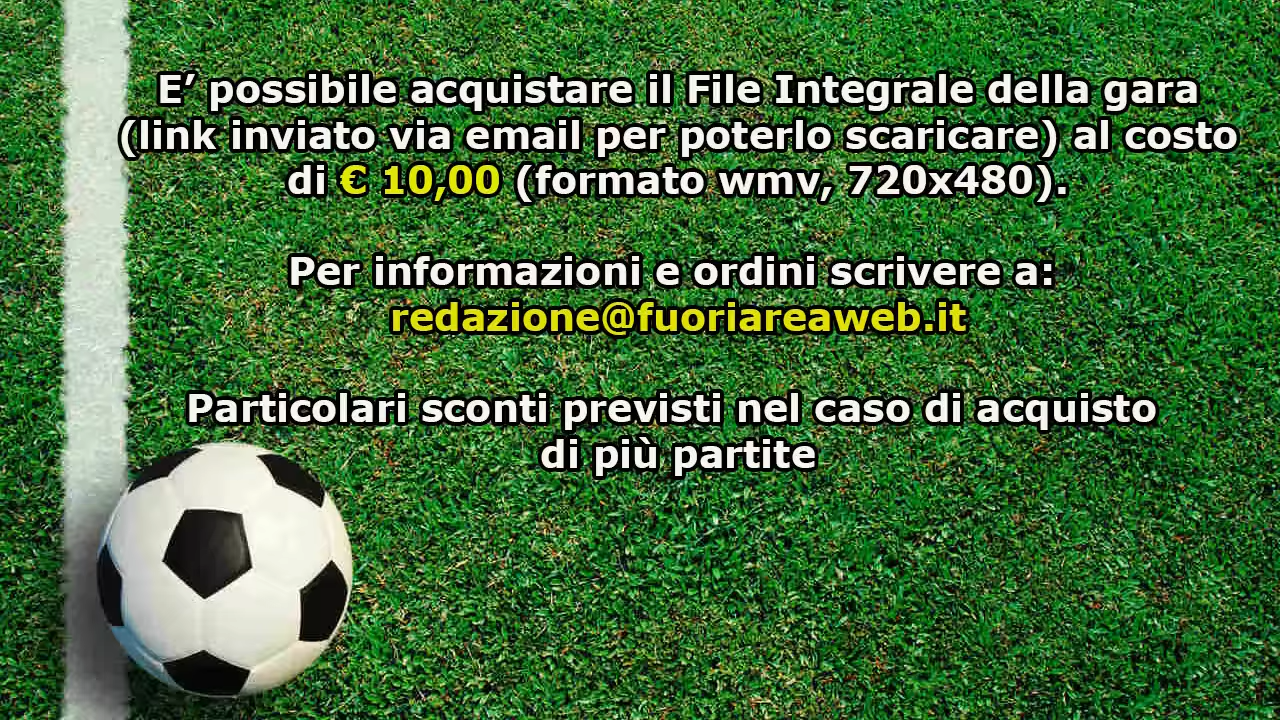 E’ possibile acquistare il File Integrale della gara
(link inviato via email per poterlo scaricare) al costo
di € 10,00 (formato wmv, 720x480).
Per informazioni e ordini scrivere a:
redazione@fuoriareaweb.it
Particolari sconti previsti nel caso di acquisto
di più partite